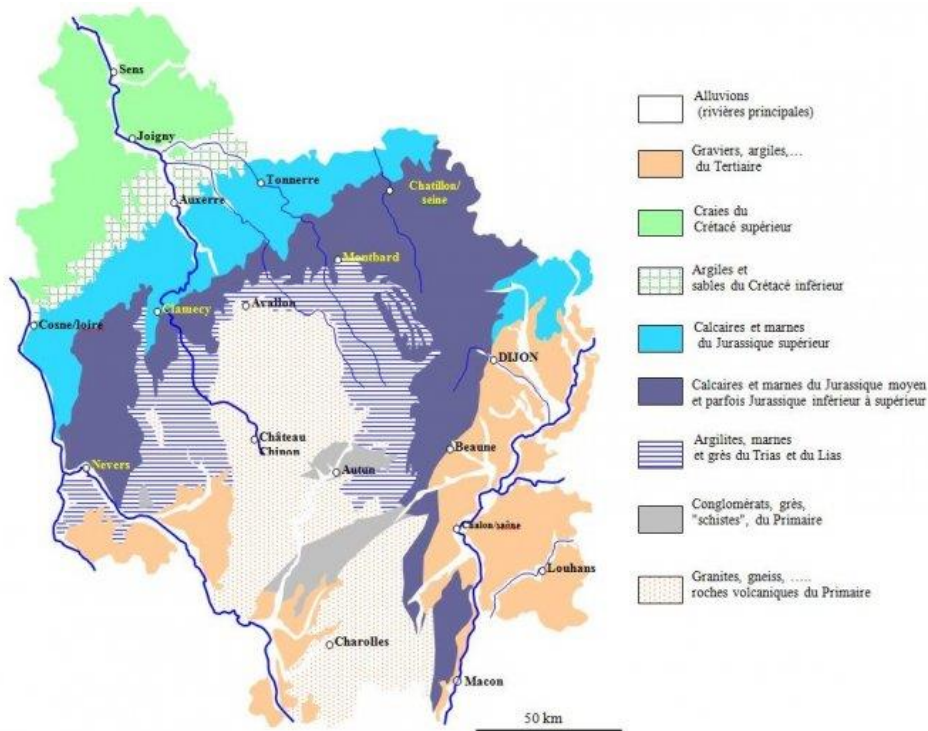 Sens
Joigny
Auxerre
Tonnerre
Chatillon/
seine
Montbard
Clamecy
Avallon
Cosne/loire
DIJON
Château
Chinon
Beaune
Nevers
Autun
Chalon/saône
Louhans
Charolles
Macon
50 km
Alluvions
(rivières principales)
Graviers, argiles,...
du Tertiaire
Craies du
Crétacé supérieur
Argiles et
sables du Crétacé inférieur
Calcaires et marnes
du Jurassique supérieur
Calcaires et marnes du Jurassique moyen
et parfois Jurassique inférieur à supérieur
Argilites, marnes
et grès du Trias et du Lias
Conglomérats, grès,
"schistes", du Primaire
Granites, gneiss, .....
roches volcaniques du Primaire